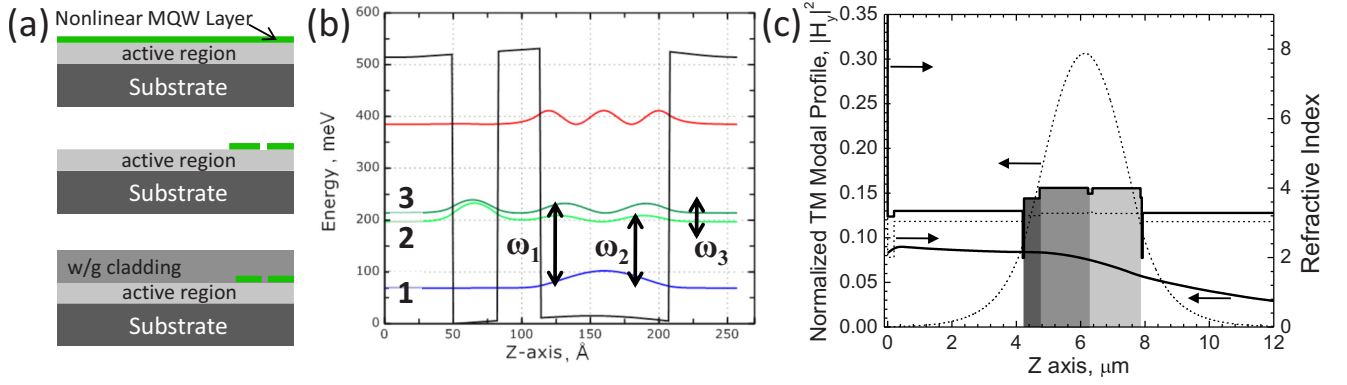 (a)
Nonlinear MQW Layer
active region
Substrate
active region
Substrate
w/g cladding
active region
Substrate
(b)
Energy, meV
600
500
400
300
200
100
0
3
2
1
ω1
ω2
ω3
0 50 100 150 200 250
Z-axis, Å
(c)
Normalized TM Modal Profile, |Hy|²
0.35
0.30
0.25
0.20
0.15
0.10
0.05
0.00
8
6
4
2
0
Refractive Index
0 2 4 6 8 10 12
Z axis, μm